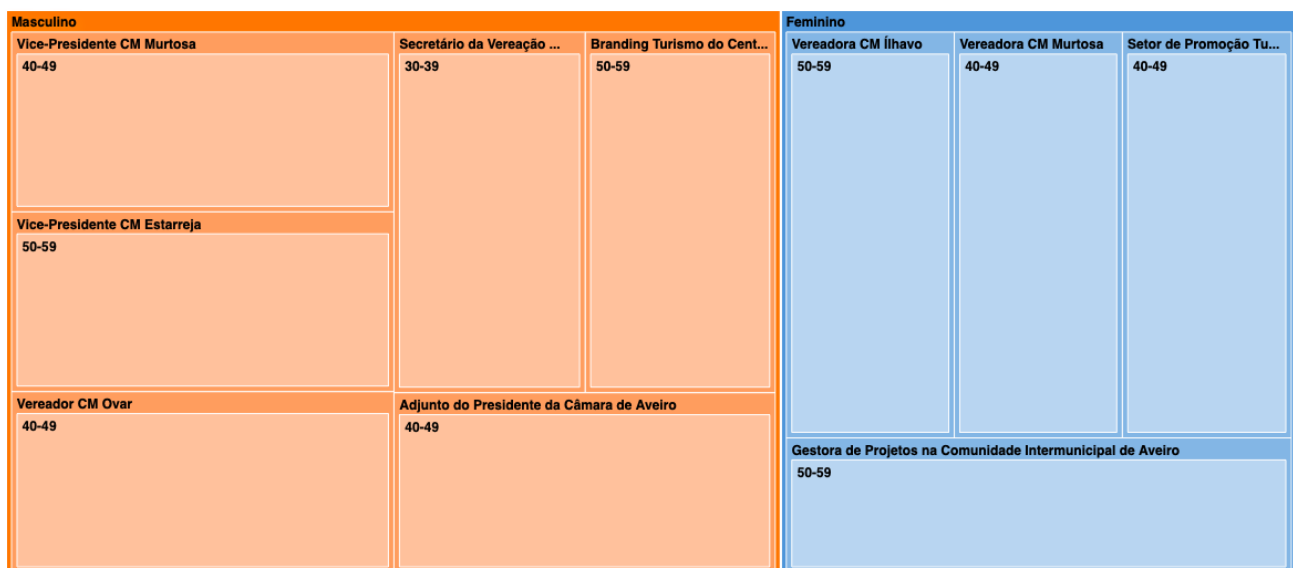 Masculino
Vice-Presidente CM Murtosa
40-49
Vice-Presidente CM Estarreja
50-59
Vereador CM Ovar
40-49
Secretário da Vereação ...
30-39
Branding Turismo do Cent...
50-59
Adjunto do Presidente da Câmara de Aveiro
40-49
Feminino
Vereadora CM Ílhavo
50-59
Vereadora CM Murtosa
40-49
Setor de Promoção Tu...
40-49
Gestora de Projetos na Comunidade Intermunicipal de Aveiro
50-59